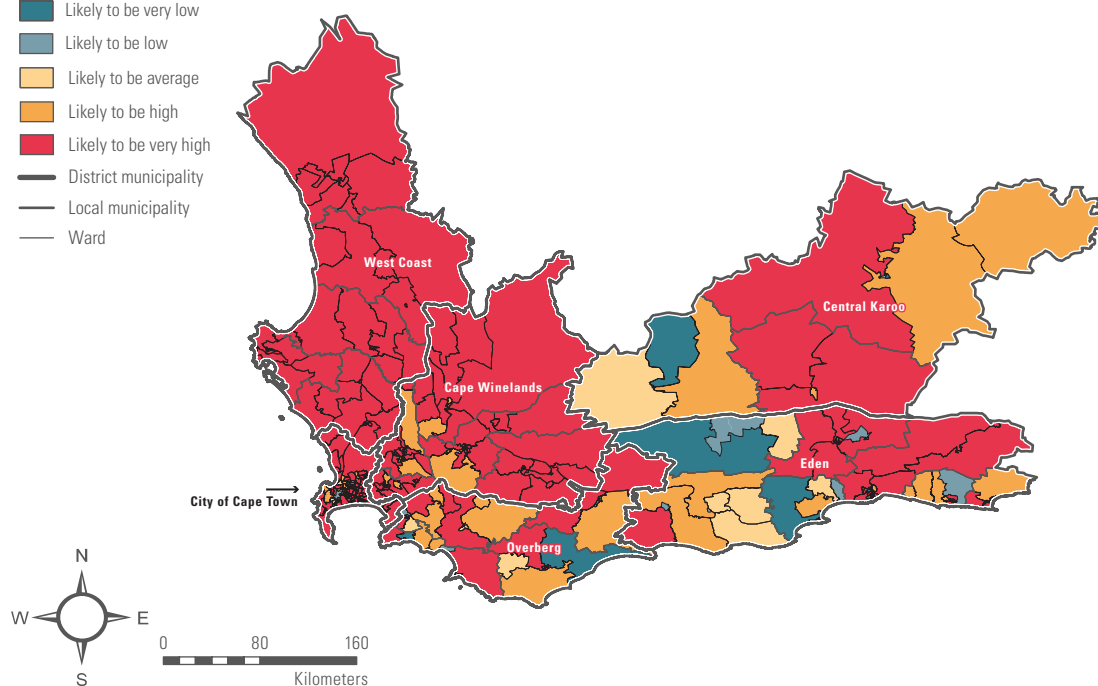 Likely to be very low
Likely to be low
Likely to be average
Likely to be high
Likely to be very high
District municipality
Local municipality
Ward
West Coast
Central Karoo
Cape Winelands
Eden
City of Cape Town
Overberg
N
W
E
S
0 80 160
Kilometers